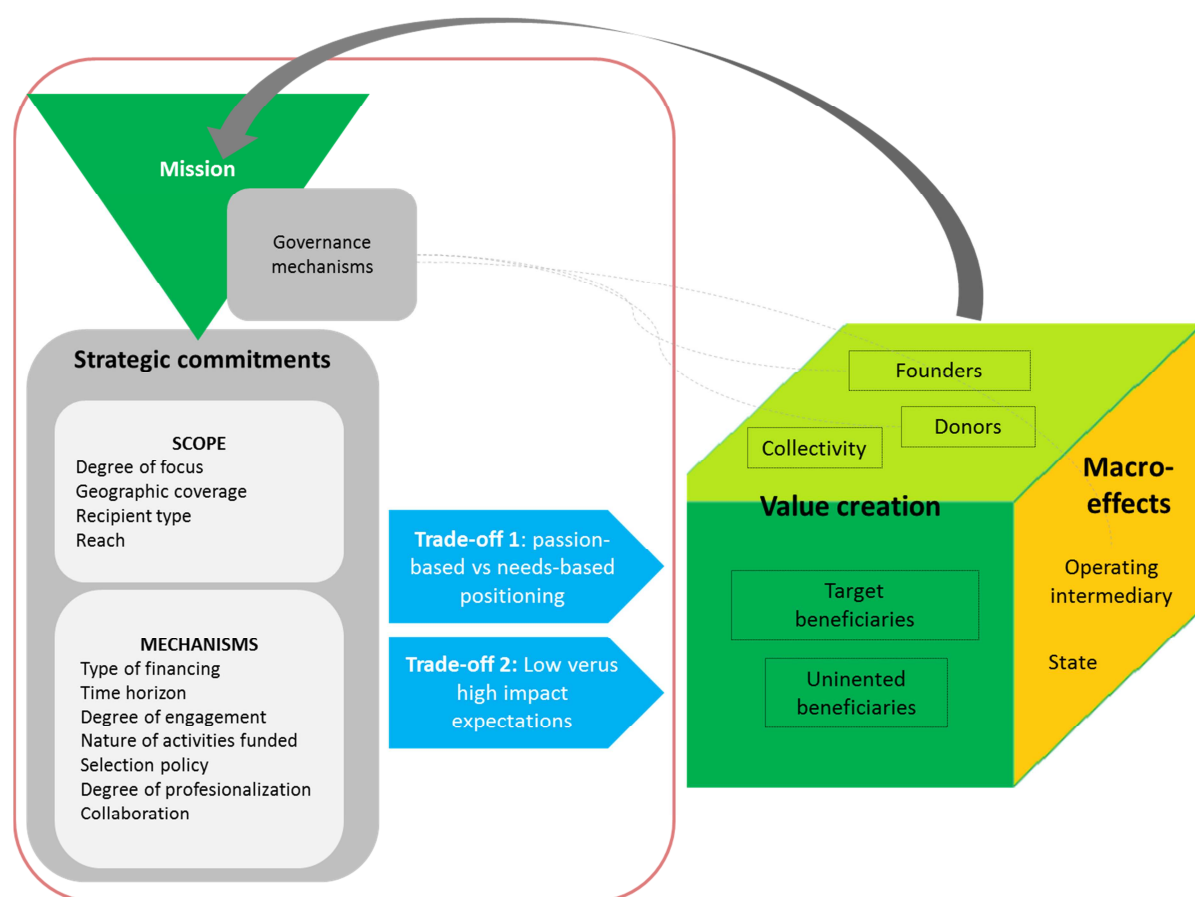 Mission
Governance
mechanisms
Strategic commitments
SCOPE
Degree of focus
Geographic coverage
Recipient type
Reach
MECHANISMS
Type of financing
Time horizon
Degree of engagement
Nature of activities funded
Selection policy
Degree of profesionalization
Collaboration
Trade-off 1: passion-
based vs needs-based
positioning
Trade-off 2: Low verus
high impact
expectations
Founders
Donors
Collectivity
Value creation
Target
beneficiaries
Uninented
beneficiaries
Macro-
effects
Operating
intermediary
State